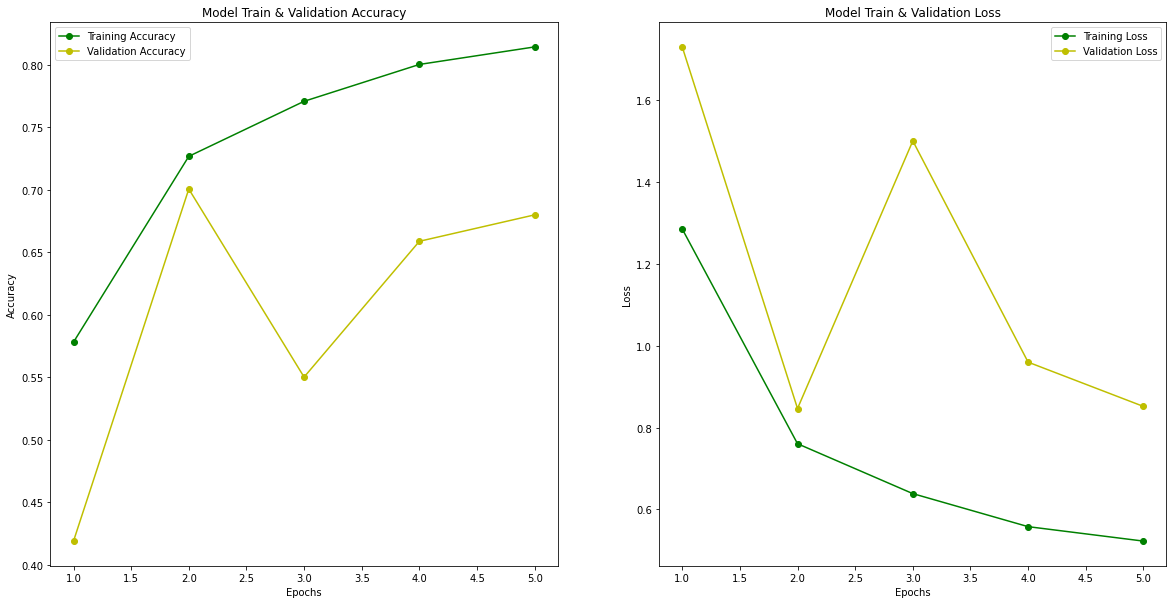 Model Train & Validation Accuracy
Training Accuracy
Validation Accuracy
0.80
0.75
0.70
0.65
0.60
0.55
0.50
0.45
0.40
Accuracy
1.0 1.5 2.0 2.5 3.0 3.5 4.0 4.5 5.0
Epochs
Model Train & Validation Loss
Training Loss
Validation Loss
1.6
1.4
1.2
1.0
0.8
0.6
Loss
1.0 1.5 2.0 2.5 3.0 3.5 4.0 4.5 5.0
Epochs